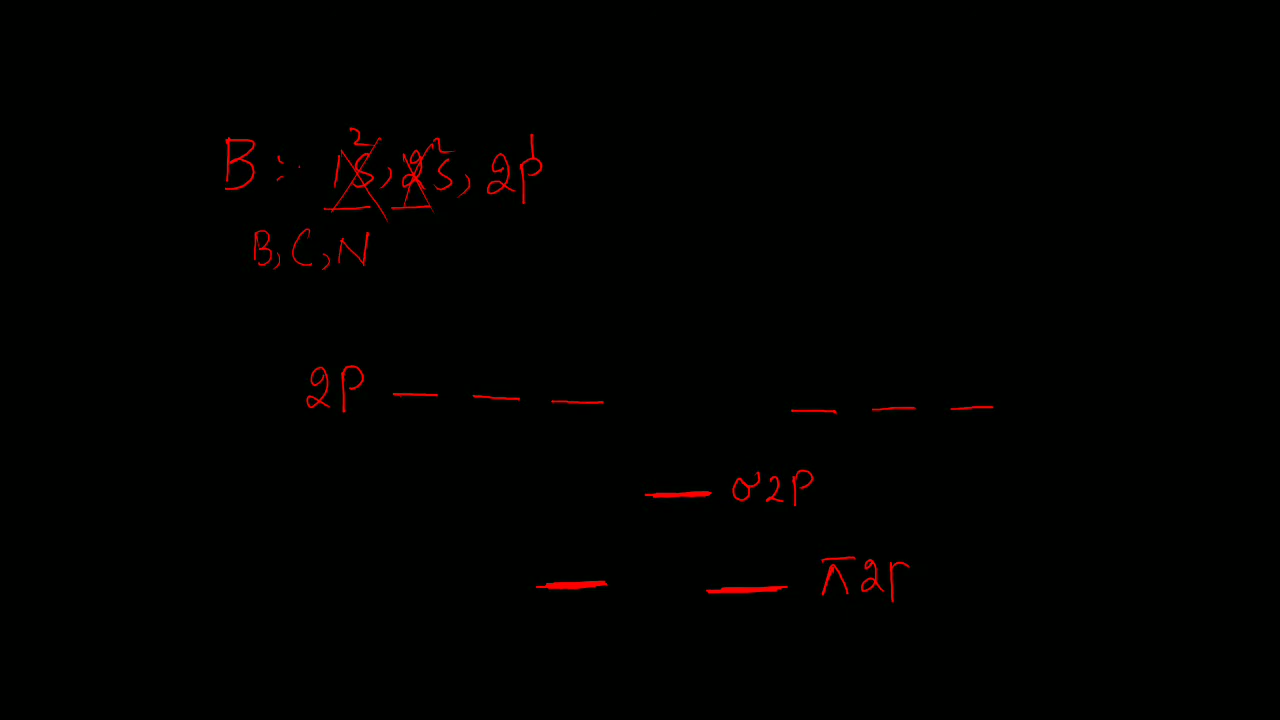 B: 1s², 2s², 2p¹
B, C, N
2P
σ2P
π2p